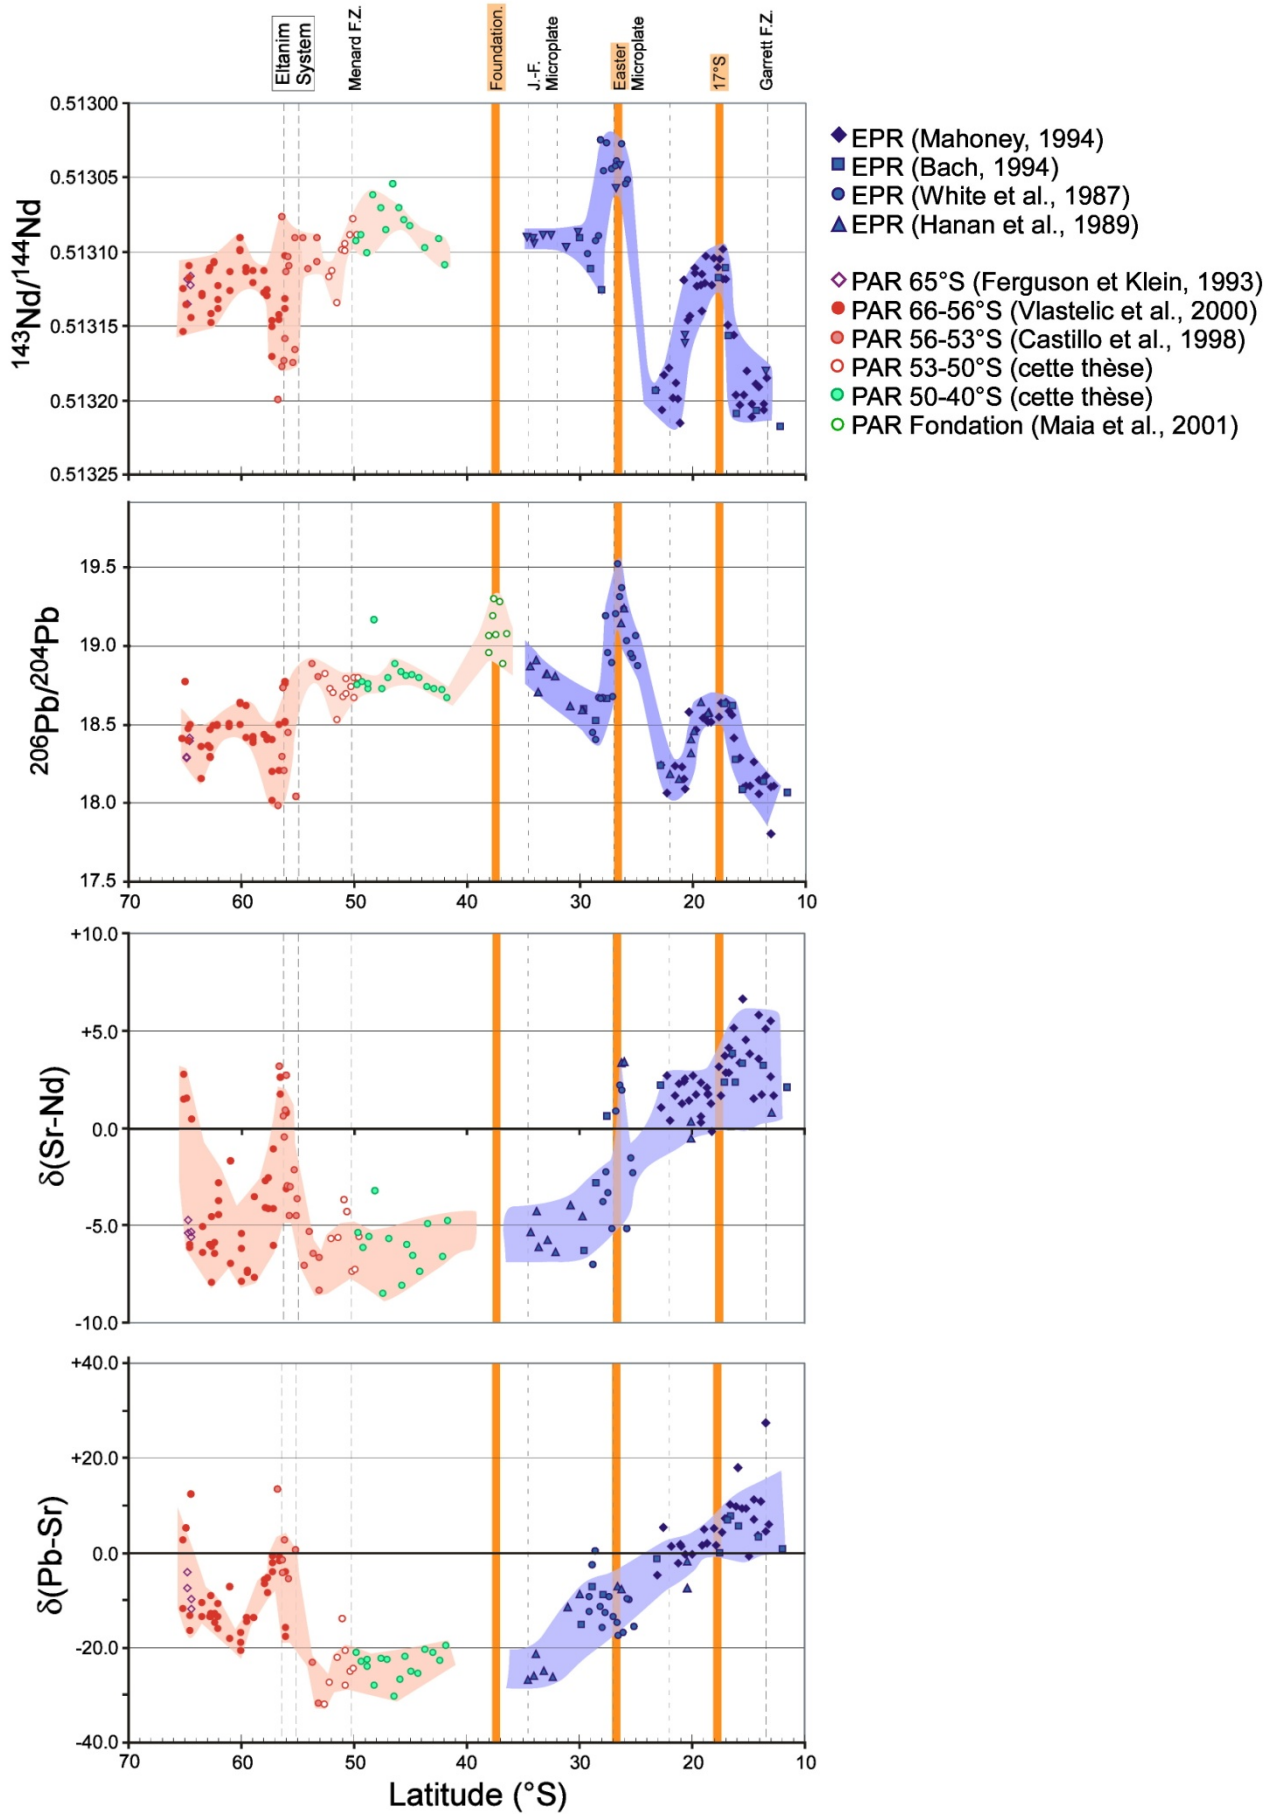 Eltanim
System
Menard F.Z.
Foundation.
J.-F.
Microplate
Easter
Microplate
17°S
Garrett F.Z.
143Nd/144Nd
0.51300
0.51305
0.51310
0.51315
0.51320
0.51325
EPR (Mahoney, 1994)
EPR (Bach, 1994)
EPR (White et al., 1987)
EPR (Hanan et al., 1989)
PAR 65°S (Ferguson et Klein, 1993)
PAR 66-56°S (Vlastelic et al., 2000)
PAR 56-53°S (Castillo et al., 1998)
PAR 53-50°S (cette thèse)
PAR 50-40°S (cette thèse)
PAR Fondation (Maia et al., 2001)
206Pb/204Pb
19.5
19.0
18.5
18.0
17.5
70 60 50 40 30 20 10
δ(Sr-Nd)
+10.0
+5.0
0.0
-5.0
-10.0
δ(Pb-Sr)
+40.0
+20.0
0.0
-20.0
-40.0
70 60 50 40 30 20 10
Latitude (°S)